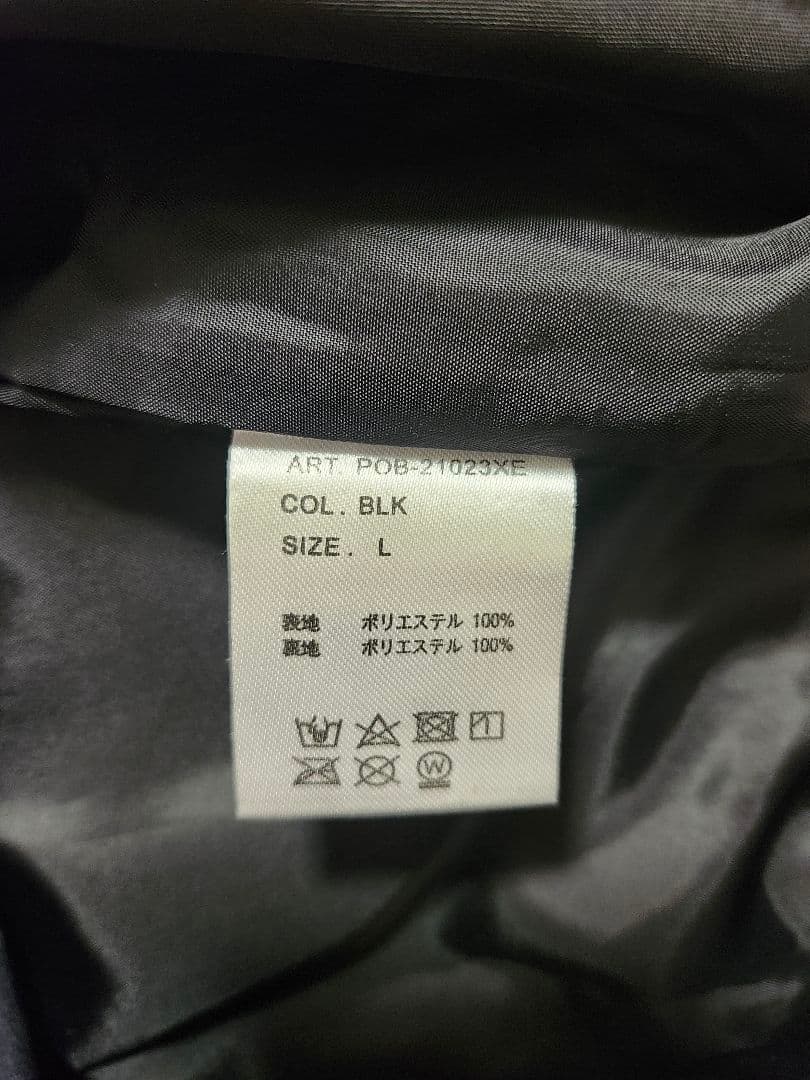 ART. POB-21023XE
COL. BLK
SIZE. L
表地 ポリエステル 100%
裏地 ポリエステル 100%
W